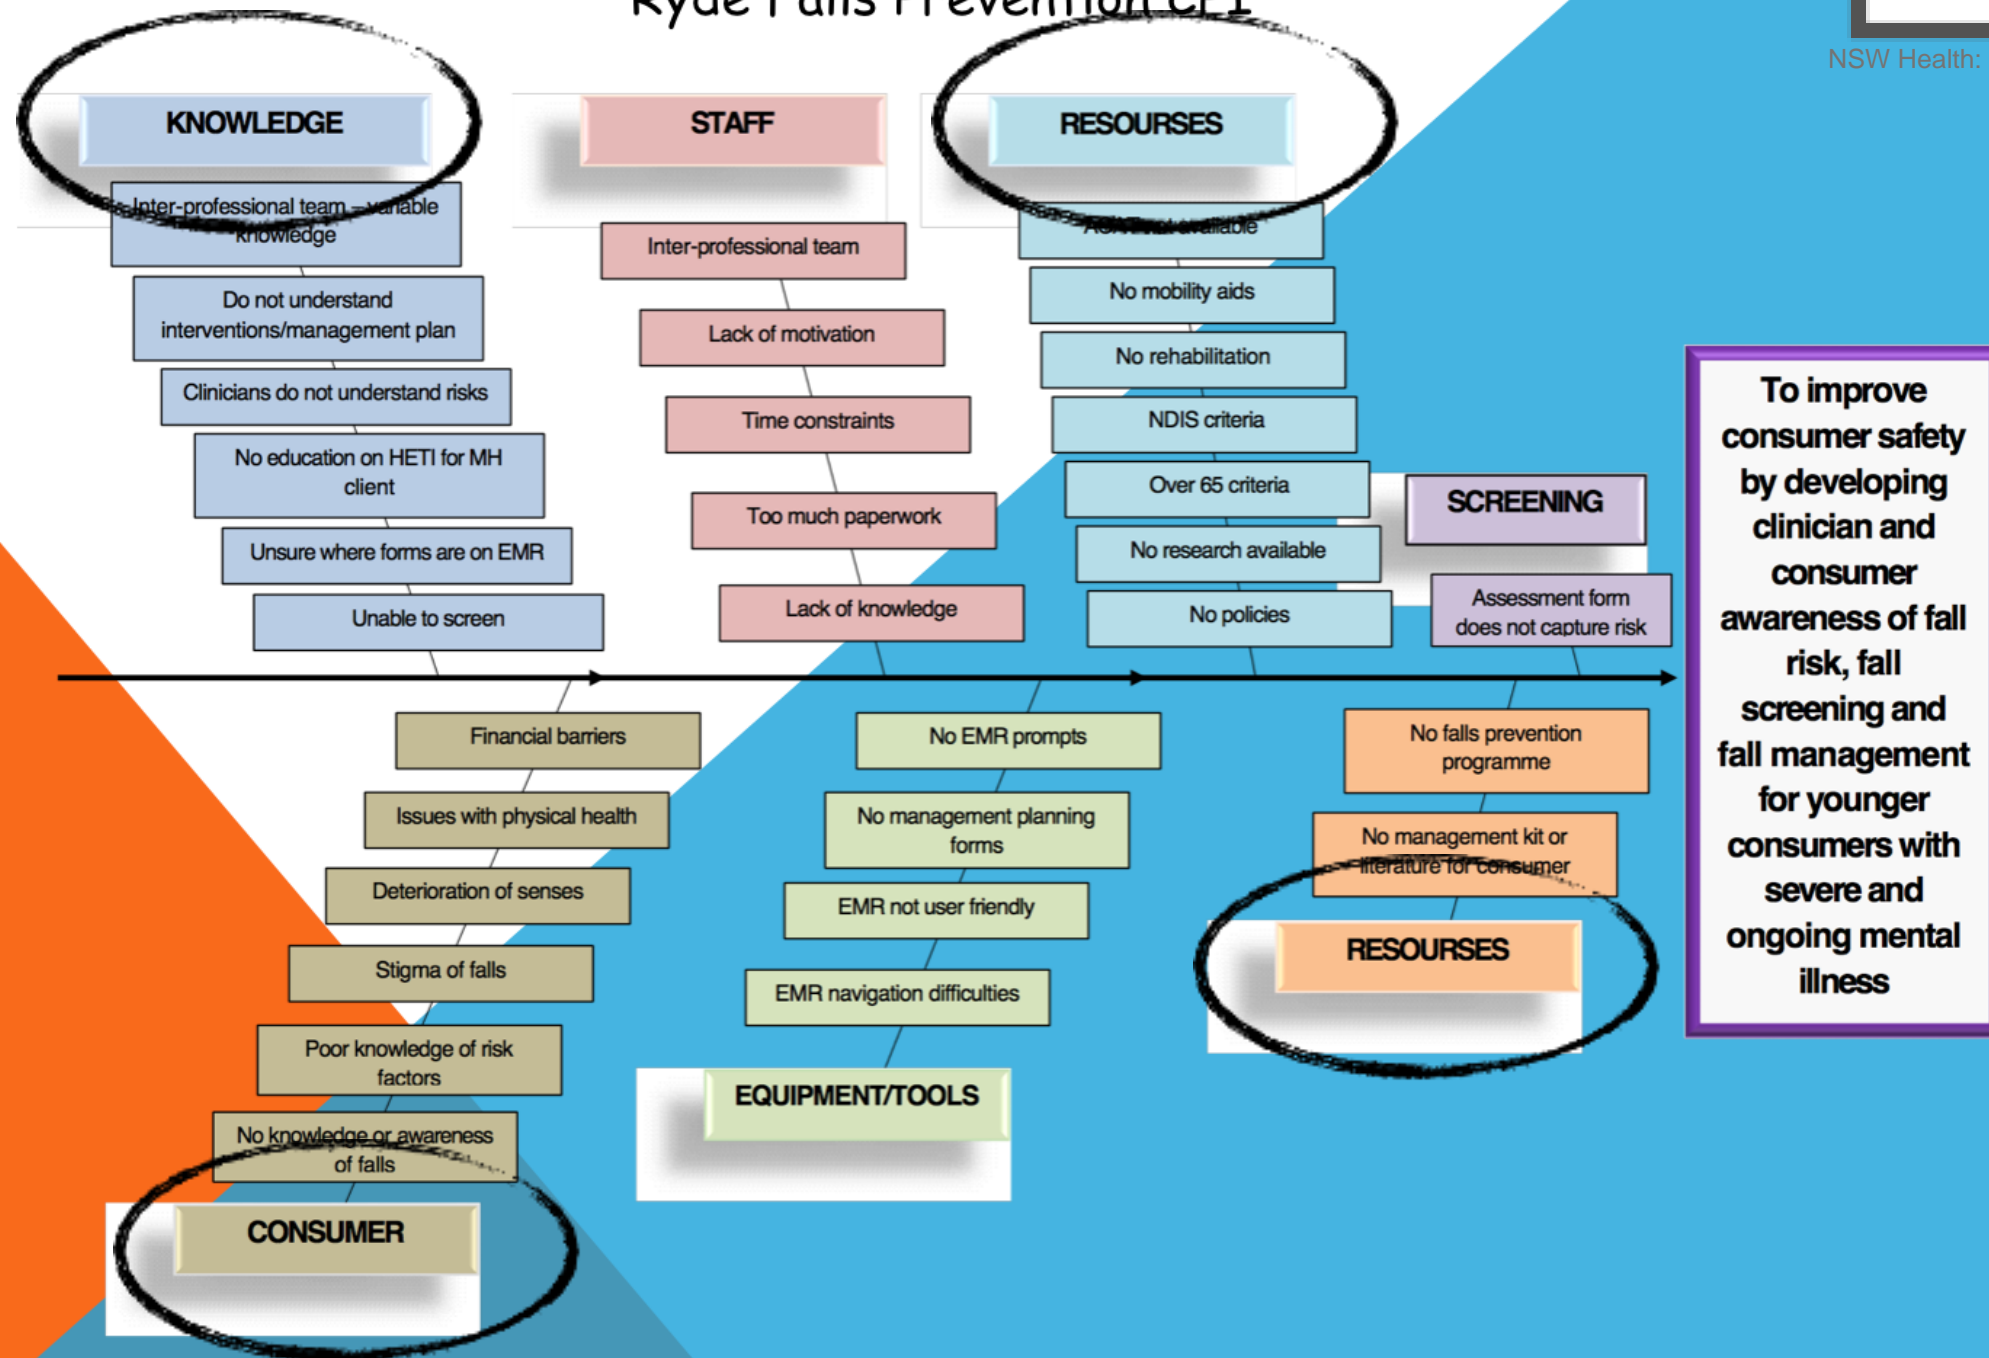 Ryde Falls Prevention CPI
NSW Health:
KNOWLEDGE
Inter-professional team – variable
knowledge
Do not understand
interventions/management plan
Clinicians do not understand risks
No education on HETI for MH
client
Unsure where forms are on EMR
Unable to screen
STAFF
Inter-professional team
Lack of motivation
Time constraints
Too much paperwork
Lack of knowledge
RESOURSES
available
No mobility aids
No rehabilitation
NDIS criteria
Over 65 criteria
No research available
No policies
SCREENING
Assessment form
does not capture risk
To improve
consumer safety
by developing
clinician and
consumer
awareness of fall
risk, fall
screening and
fall management
for younger
consumers with
severe and
ongoing mental
illness
Financial barriers
Issues with physical health
Deterioration of senses
Stigma of falls
Poor knowledge of risk
factors
No knowledge or awareness
of falls
CONSUMER
No EMR prompts
No management planning
forms
EMR not user friendly
EMR navigation difficulties
EQUIPMENT/TOOLS
No falls prevention
programme
No management kit or
literature for consumer
RESOURSES